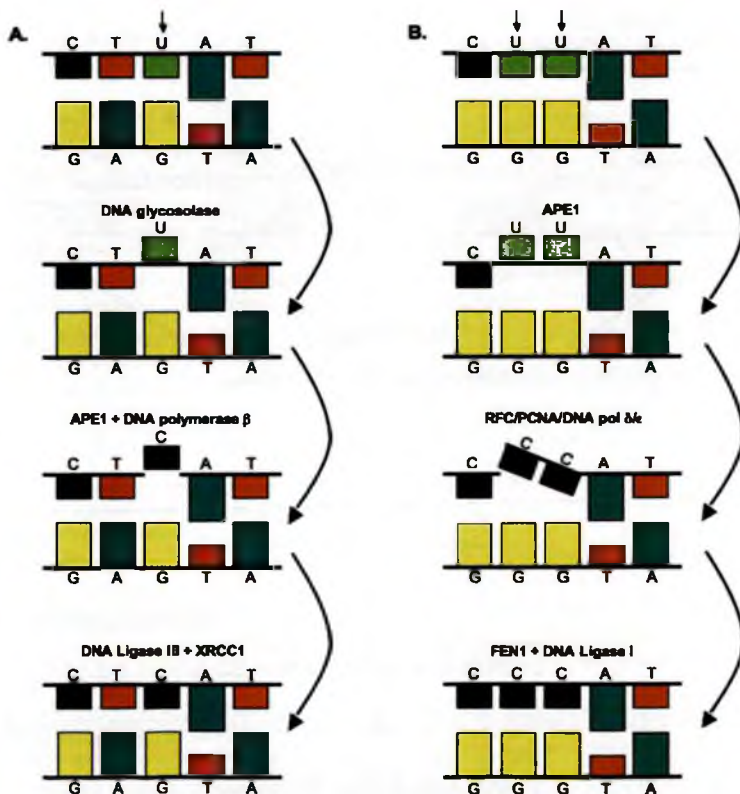 A.
C T U A T
G A G T A
DNA glycosolase
U
C T A T
G A G T A
APE1 + DNA polymerase β
C
C T A T
G A G T A
DNA Ligase III + XRCC1
C T C A T
G A G T A
B.
C U U A T
G G G T A
APE1
U U
C A T
G G G T A
RFC/PCNA/DNA pol δ/ε
C C
C A T
G G G T A
FEN1 + DNA Ligase I
C C C A T
G G G T A